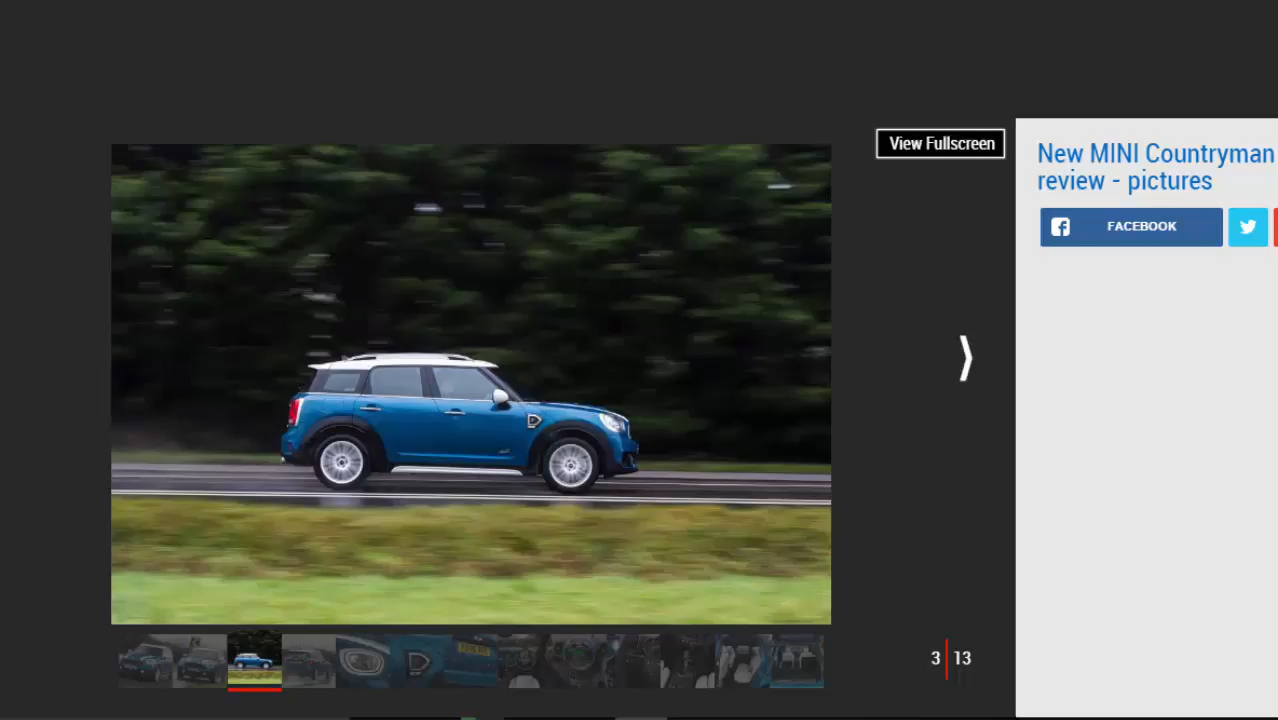 View Fullscreen
New MINI Countryman
review - pictures
FACEBOOK
3 13